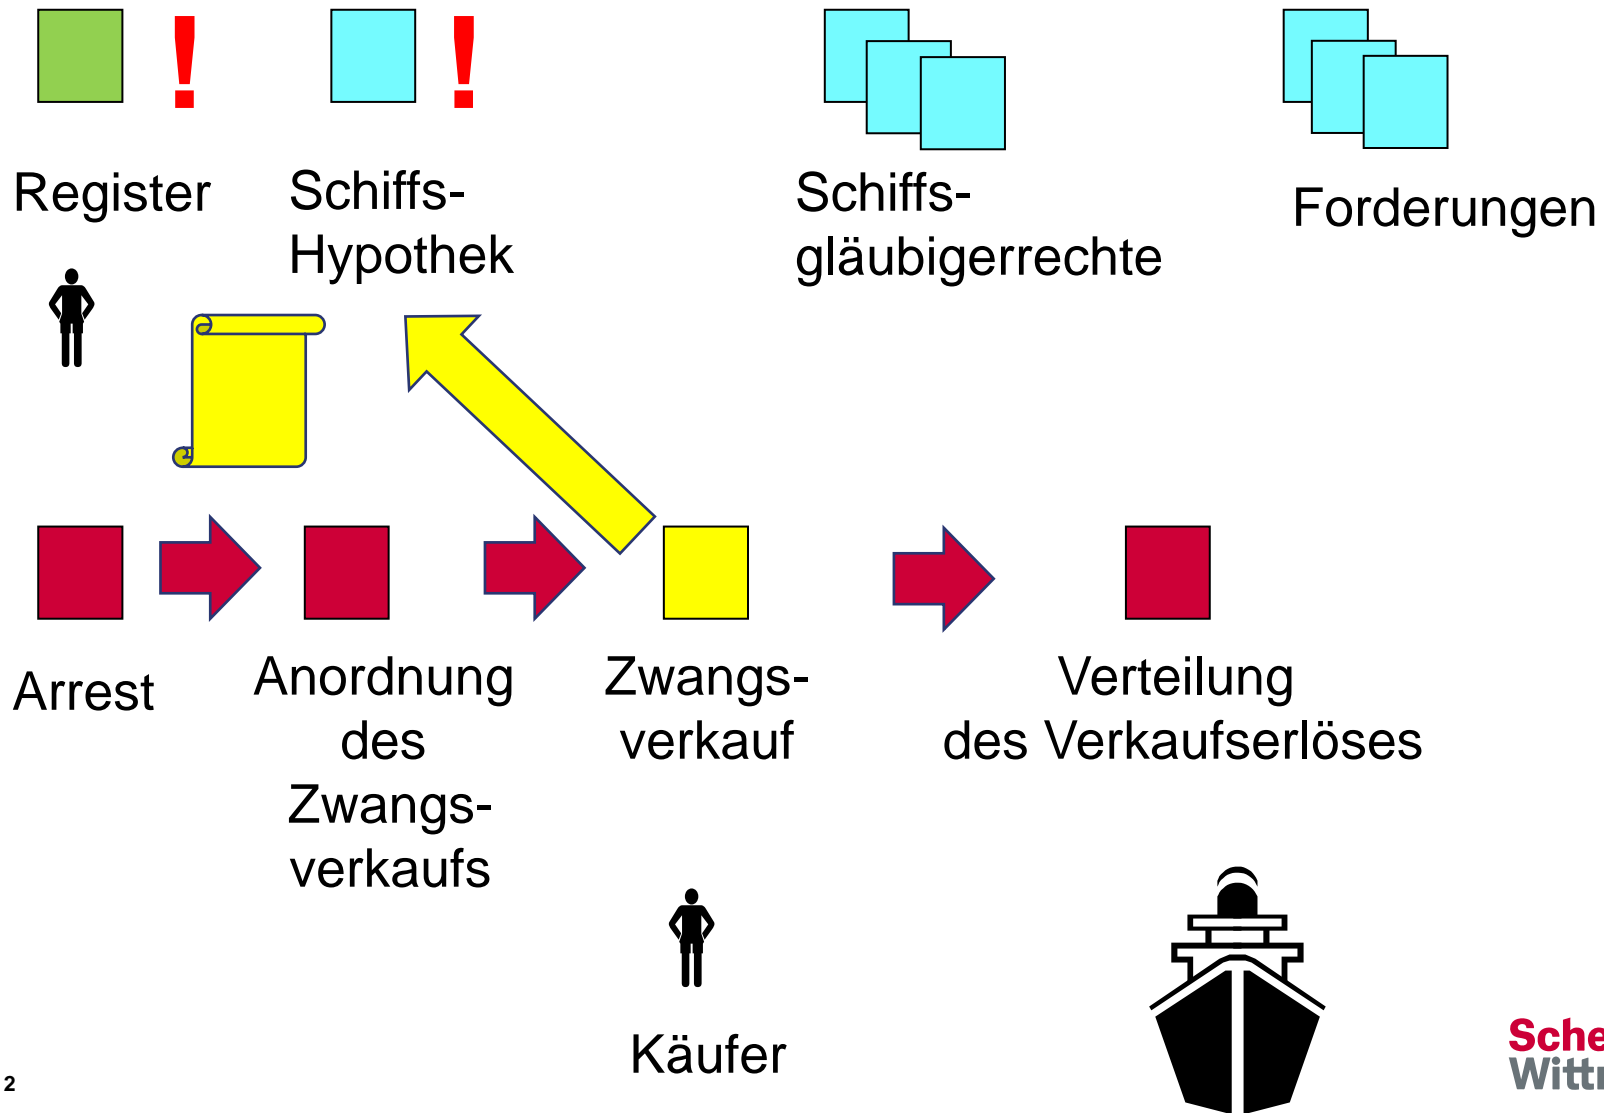 !
!
Register
Schiffs-
Hypothek
Schiffs-
gläubigerrechte
Forderungen
Arrest
Anordnung
des
Zwangs-
verkaufs
Zwangs-
verkauf
Verteilung
des Verkaufserlöses
Käufer
2